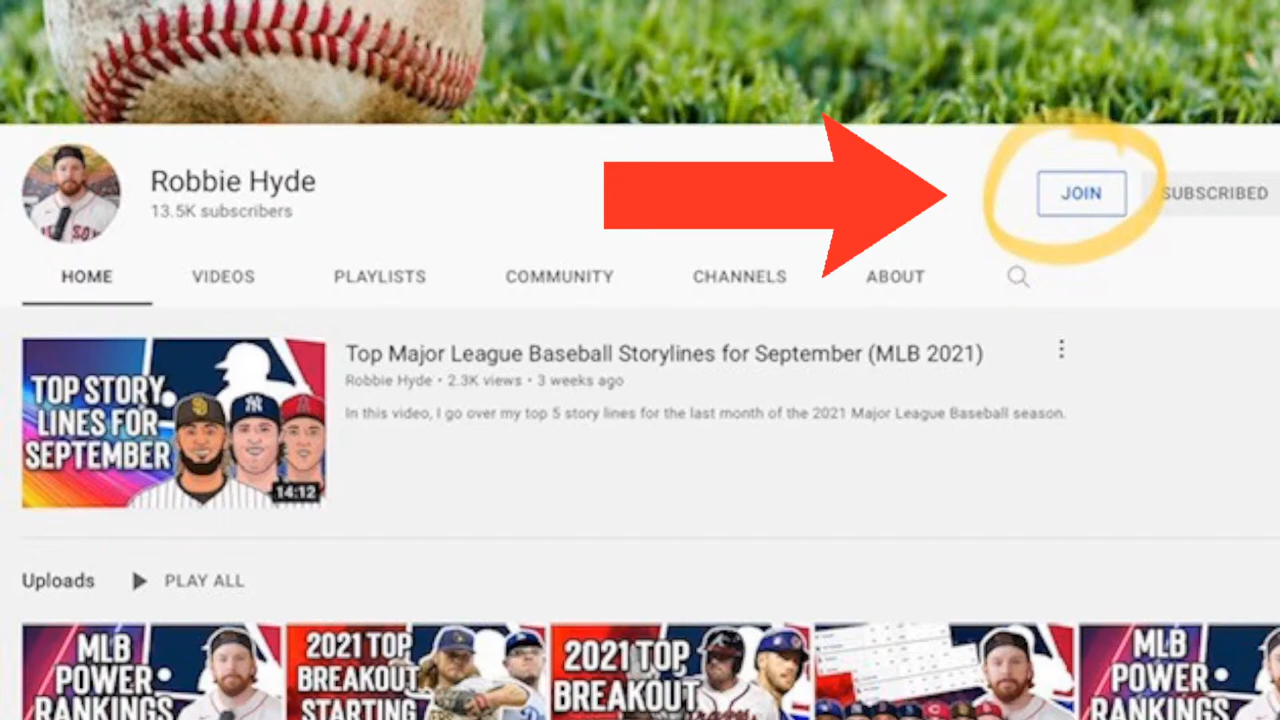 Robbie Hyde
13.5K subscribers
JOIN
SUBSCRIBED
HOME
VIDEOS
PLAYLISTS
COMMUNITY
CHANNELS
ABOUT
TOP STORY
LINES FOR
SEPTEMBER
14:12
Top Major League Baseball Storylines for September (MLB 2021)
Robbie Hyde • 2.3K views • 3 weeks ago
In this video, I go over my top 5 story lines for the last month of the 2021 Major League Baseball season.
Uploads
PLAY ALL
MLB
POWER
RANKINGS
2021 TOP
BREAKOUT
STARTING
2021 TOP
BREAKOUT
MLB
POWER
RANKINGS